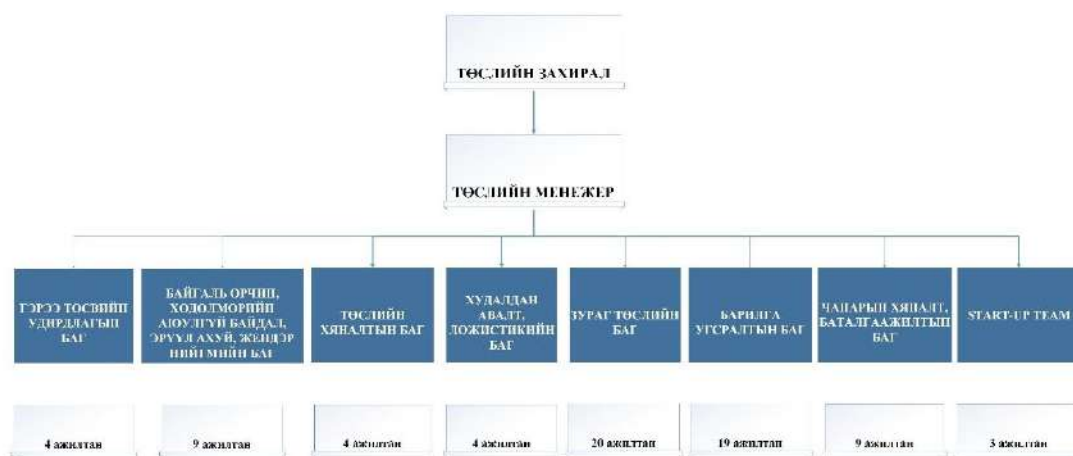 ТӨСЛИЙН ЗАХИРАЛ
ТӨСЛИЙН МЕНЕЖЕР
ГЭРЭЭ ТӨСВИЙН
УДИРДЛАГЫН
БАГ
БАЙГАЛЬ ОРЧИН,
ХӨДӨЛМӨРИЙН
АЮУЛГҮЙ БАЙДАЛ,
ЭРҮҮЛ АХУЙ, ЖЕНДЭР
НИЙГМИЙН БАГ
ТӨСЛИЙН
ХЯНАЛТЫН БАГ
ХУДАЛДАН
АВАЛТ,
ЛОЖИСТИКИЙН
БАГ
ЗУРАГ ТӨСЛИЙН
БАГ
БАРИЛГА
УГСРАЛТЫН БАГ
ЧАНАРЫН ХЯНАЛТ,
БАТАЛГААЖИЛТЫН
БАГ
START-UP TEAM
4 ажилтан
9 ажилтан
4 ажилтан
4 ажилтан
20 ажилтан
19 ажилтан
9 ажилтан
3 ажилтан